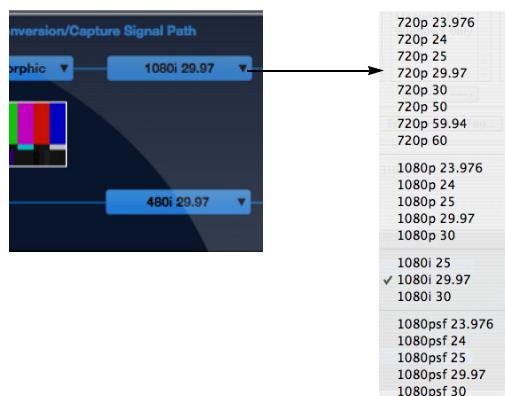 nversion/Capture Signal Path
rphic
1080i 29.97
480i 29.97
720p 23.976
720p 24
720p 25
720p 29.97
720p 30
720p 50
720p 59.94
720p 60
1080p 23.976
1080p 24
1080p 25
1080p 29.97
1080p 30
1080i 25
✓ 1080i 29.97
1080i 30
1080psf 23.976
1080psf 24
1080psf 25
1080psf 29.97
1080psf 30